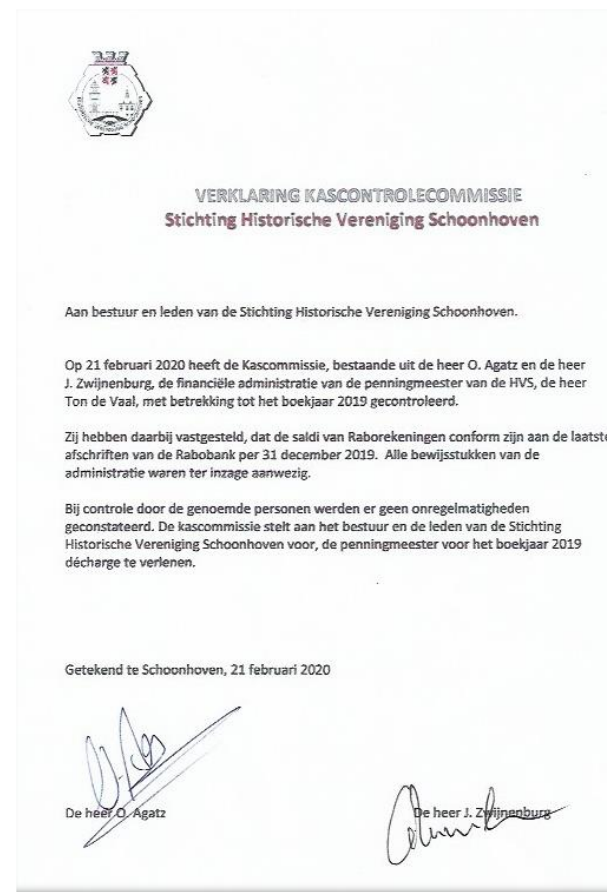 VERKLARING KASCONTROLECOMMISSIE
Stichting Historische Vereniging Schoonhoven
Aan bestuur en leden van de Stichting Historische Vereniging Schoonhoven.
Op 21 februari 2020 heeft de Kascommissie, bestaande uit de heer O. Agatz en de heer
J. Zwijnenburg, de financiële administratie van de penningmeester van de HVS, de heer
Ton de Vaal, met betrekking tot het boekjaar 2019 gecontroleerd.
Zij hebben daarbij vastgesteld, dat de saldi van Raborekeningen conform zijn aan de laatste
afschriften van de Rabobank per 31 december 2019. Alle bewijsstukken van de
administratie waren ter inzage aanwezig.
Bij controle door de genoemde personen werden er geen onregelmatigheden
geconstateerd. De kascommissie stelt aan het bestuur en de leden van de Stichting
Historische Vereniging Schoonhoven voor, de penningmeester voor het boekjaar 2019
décharge te verlenen.
Getekend te Schoonhoven, 21 februari 2020
De heer O. Agatz
De heer J. Zwijnenburg